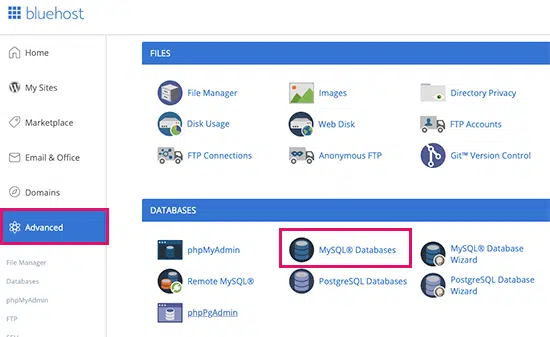 bluehost
Home
My Sites
Marketplace
Email & Office
Domains
Advanced
File Manager
Databases
phpMyAdmin
FTP
FILES
File Manager
Images
Directory Privacy
Disk Usage
Web Disk
FTP Accounts
FTP Connections
Anonymous FTP
Git™ Version Control
DATABASES
phpMyAdmin
MySQL® Databases
MySQL® Database
Wizard
Remote MySQL®
PostgreSQL Databases
PostgreSQL Database
Wizard
phpPgAdmin